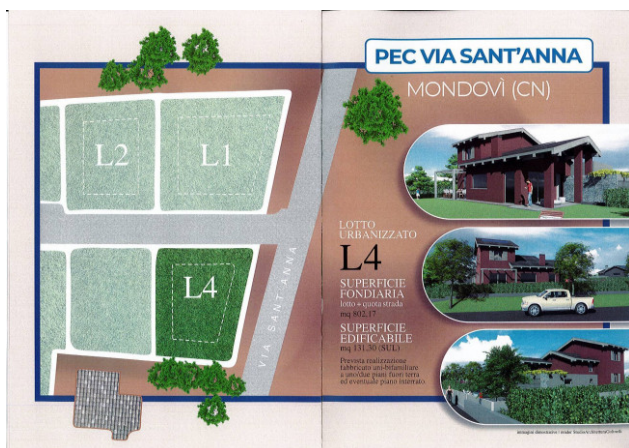 L2
L1
L4
VIA SANT'ANNA
PEC VIA SANT'ANNA
MONDOVÌ (CN)
LOTTO
URBANIZZATO
L4
SUPERFICIE
FONDIARIA
lotto + quota strada
mq 802,17
SUPERFICIE
EDIFICABILE
mq 131,30 (SUL)
Prevista realizzazione
fabbricato uni-bifamiliare
a uno/due piani fuori terra
ed eventuale piano interrato